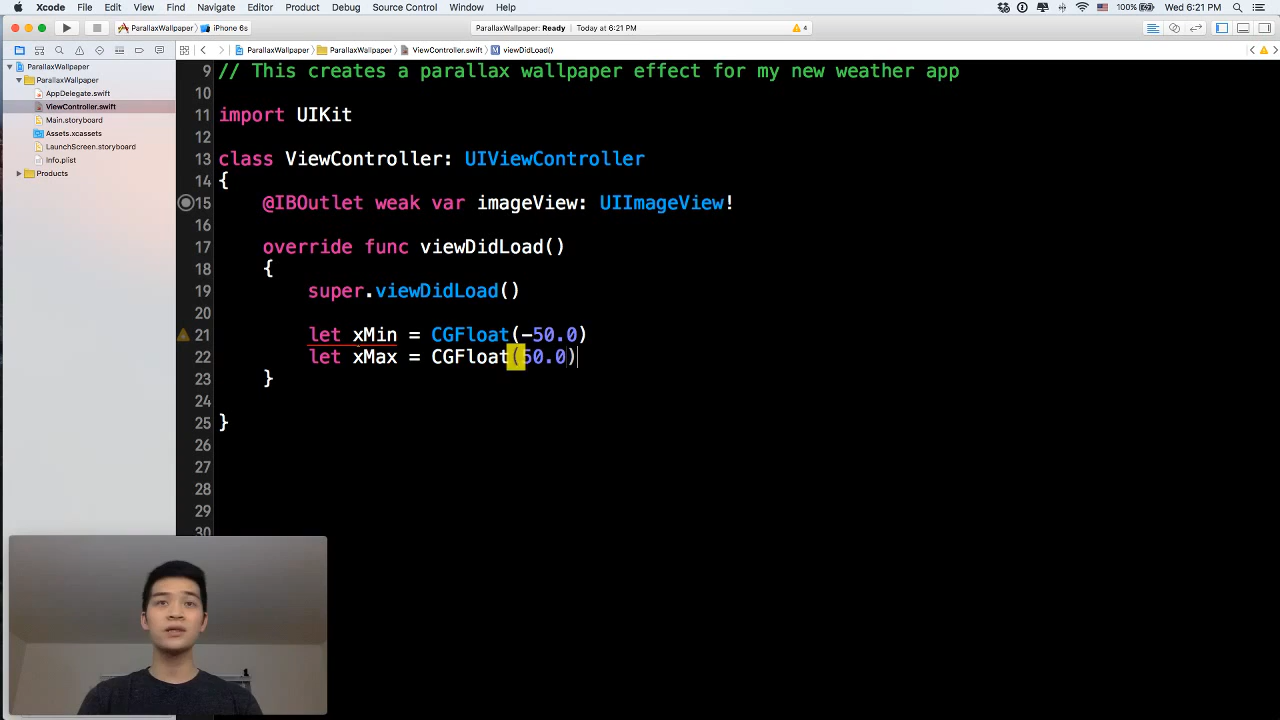 Xcode File Edit View Find Navigate Editor Product Debug Source Control Window Help 100% Wed 6:21 PM
ParallaxWallpaper iPhone 6s ParallaxWallpaper: Ready Today at 6:21 PM 4
ParallaxWallpaper ParallaxWallpaper ViewController.swift M viewDidLoad()
ParallaxWallpaper
ParallaxWallpaper
AppDelegate.swift
ViewController.swift
Main.storyboard
Assets.xcassets
LaunchScreen.storyboard
Info.plist
Products
9 // This creates a parallax wallpaper effect for my new weather app
10
11 import UIKit
12
13 class ViewController: UIViewController
14 {
15 @IBOutlet weak var imageView: UIImageView!
16
17 override func viewDidLoad()
18 {
19 super.viewDidLoad()
20
21 let xMin = CGFloat(-50.0)
22 let xMax = CGFloat(50.0)
23 }
24
25 }
26
27
28
29
30